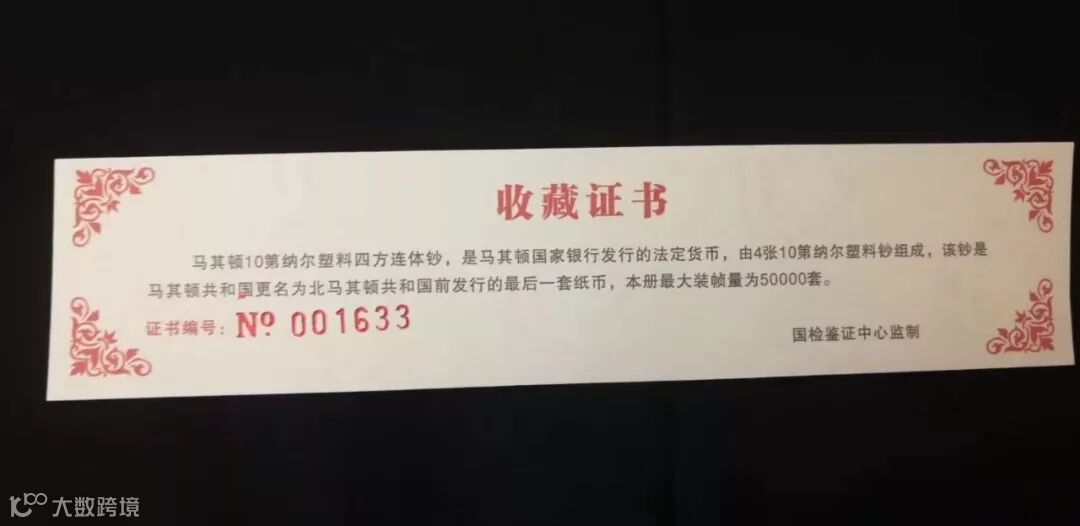 收藏证书
马其顿10第纳尔塑料四方连体钞，是马其顿国家银行发行的法定货币，由4张10第纳尔塑料钞组成，该钞是
马其顿共和国更名为北马其顿共和国前发行的最后一套纸币，本册最大装帧量为50000套。
证书编号：№ 001633
国检鉴证中心监制
大数跨境